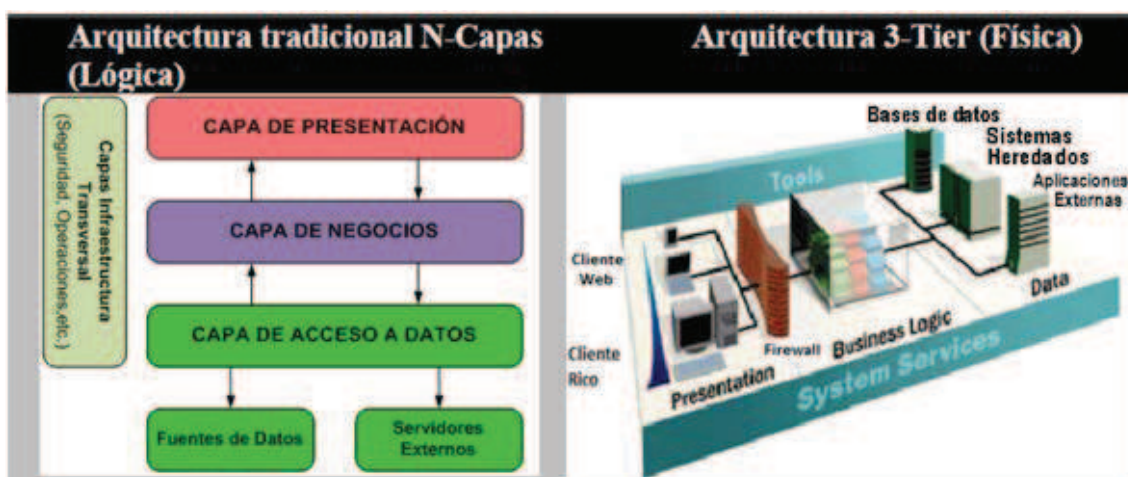 Arquitectura tradicional N-Capas
(Lógica)
Arquitectura 3-Tier (Física)
Capas Infraestructura
Transversal
(Seguridad, Operaciones,etc.)
CAPA DE PRESENTACIÓN
CAPA DE NEGOCIOS
CAPA DE ACCESO A DATOS
Fuentes de Datos
Servidores
Externos
Bases de datos
Sistemas
Heredados
Aplicaciones
Externas
Tools
Cliente
Web
Cliente
Rico
Presentation
Firewall
Business Logic
Data
System Services